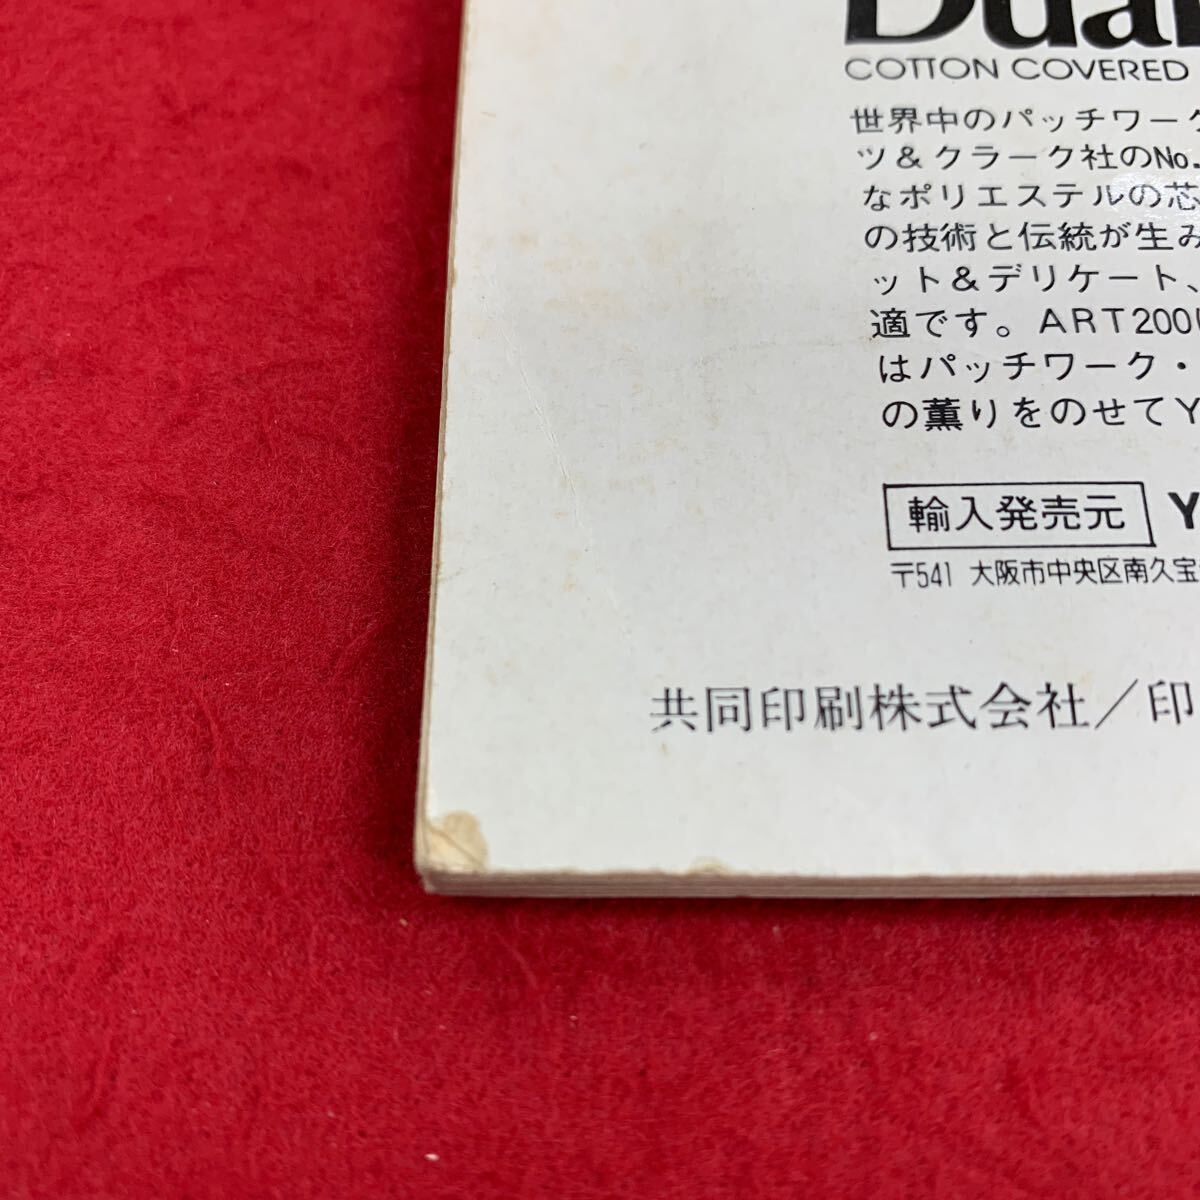 Dual
COTTON COVERED
世界中のパッチワーク
ツ&クラーク社のNo.
なポリエステルの芯
の技術と伝統が生み
ット&デリケート、
適です。ART200
はパッチワーク・
の薫りをのせてY
輸入発売元 Y
〒541 大阪市中央区南久宝
共同印刷株式会社/印